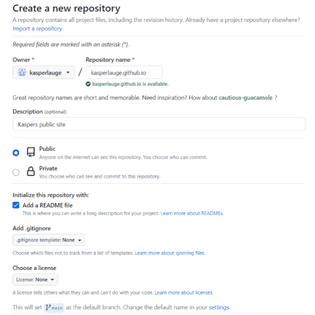 Create a new repository
A repository contains all project files, including the revision history. Already have a project repository elsewhere?
Import a repository.
Required fields are marked with an asterisk (*).
Owner * Repository name *
kasperlauge / kasperlauge.github.io
kasperlauge.github.io is available.
Great repository names are short and memorable. Need inspiration? How about cautious-guacamole ?
Description (optional)
Kaspers public site
Public
Anyone on the internet can see this repository. You choose who can commit.
Private
You choose who can see and commit to this repository.
Initialize this repository with:
Add a README file
This is where you can write a long description for your project. Learn more about READMEs.
Add .gitignore
.gitignore template: None
Choose which files not to track from a list of templates. Learn more about ignoring files.
Choose a license
License: None
A license tells others what they can and can't do with your code. Learn more about licenses.
This will set main as the default branch. Change the default name in your settings.